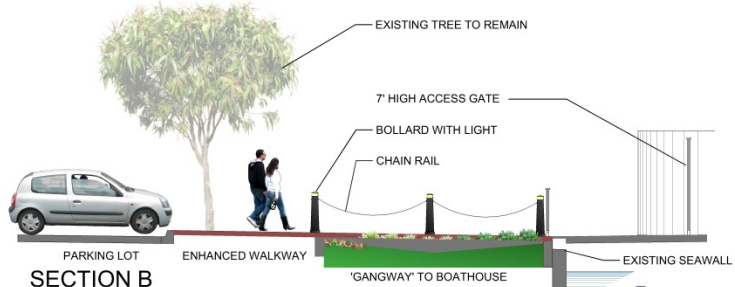 EXISTING TREE TO REMAIN
7' HIGH ACCESS GATE
BOLLARD WITH LIGHT
CHAIN RAIL
PARKING LOT
ENHANCED WALKWAY
EXISTING SEAWALL
'GANGWAY' TO BOATHOUSE
SECTION B